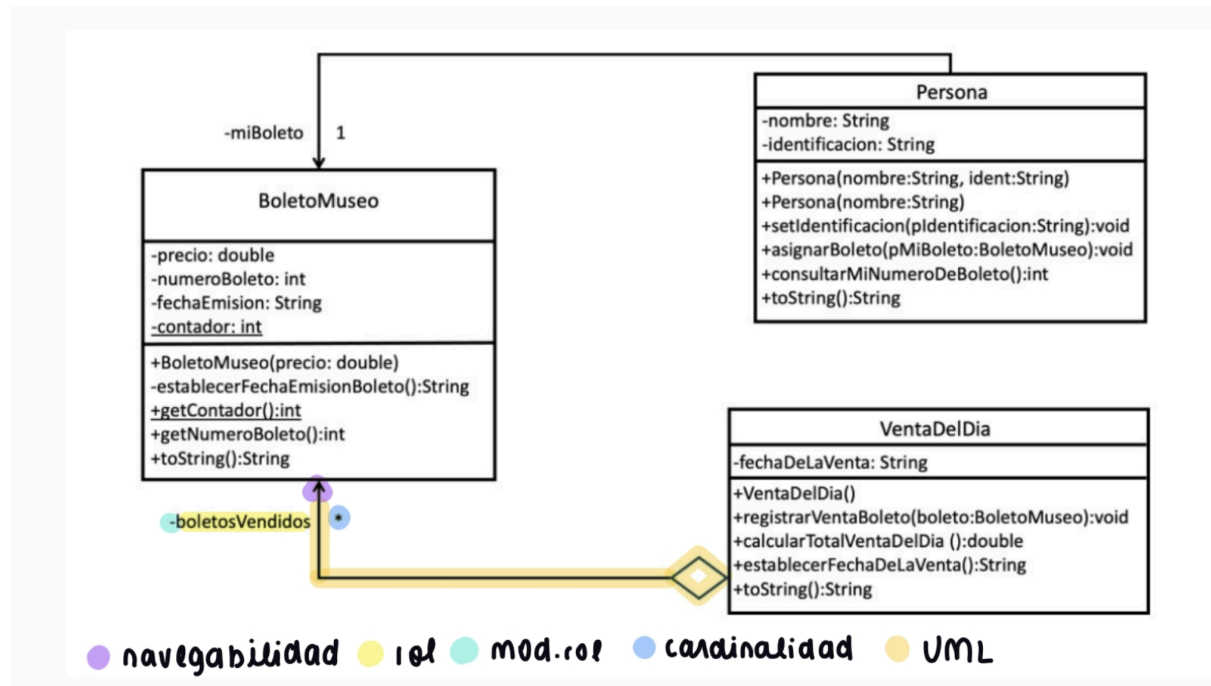 Persona
-nombre: String
-identificacion: String
+Persona(nombre:String, ident:String)
+Persona(nombre:String)
+setIdentificacion(pIdentificacion:String):void
+asignarBoleto(pMiBoleto:BoletoMuseo):void
+consultarMiNumeroDeBoleto():int
+toString():String
-miBoleto 1
BoletoMuseo
-precio: double
-numeroBoleto: int
-fechaEmision: String
-contador: int
+BoletoMuseo(precio: double)
-establecerFechaEmisionBoleto():String
+getContador():int
+getNumeroBoleto():int
+toString():String
-boletosVendidos *
VentaDelDia
-fechaDeLaVenta: String
+VentaDelDia()
+registrarVentaBoleto(boleto:BoletoMuseo):void
+calcularTotalVentaDelDia ():double
+establecerFechaDeLaVenta():String
+toString():String
navegabilidad rol mod.rol cardinalidad UML